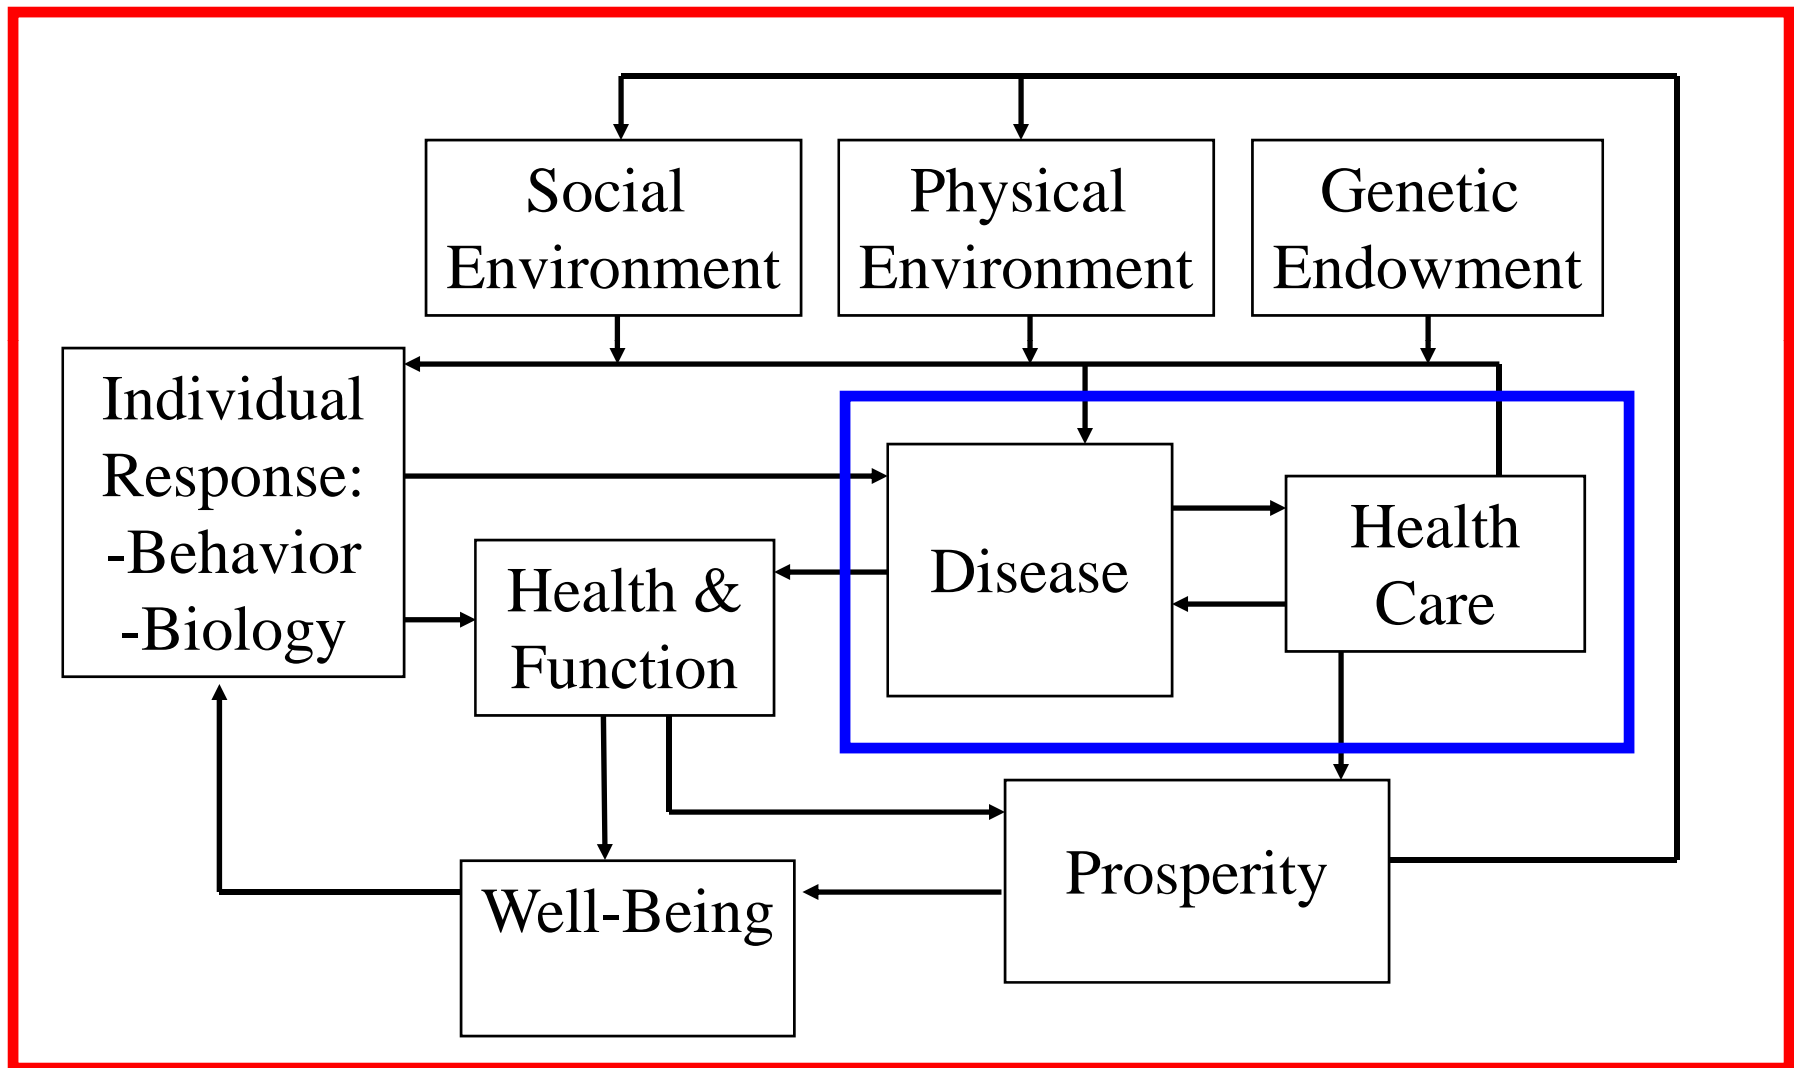 Social
Environment
Physical
Environment
Genetic
Endowment
Individual
Response:
-Behavior
-Biology
Health &
Function
Disease
Health
Care
Well-Being
Prosperity